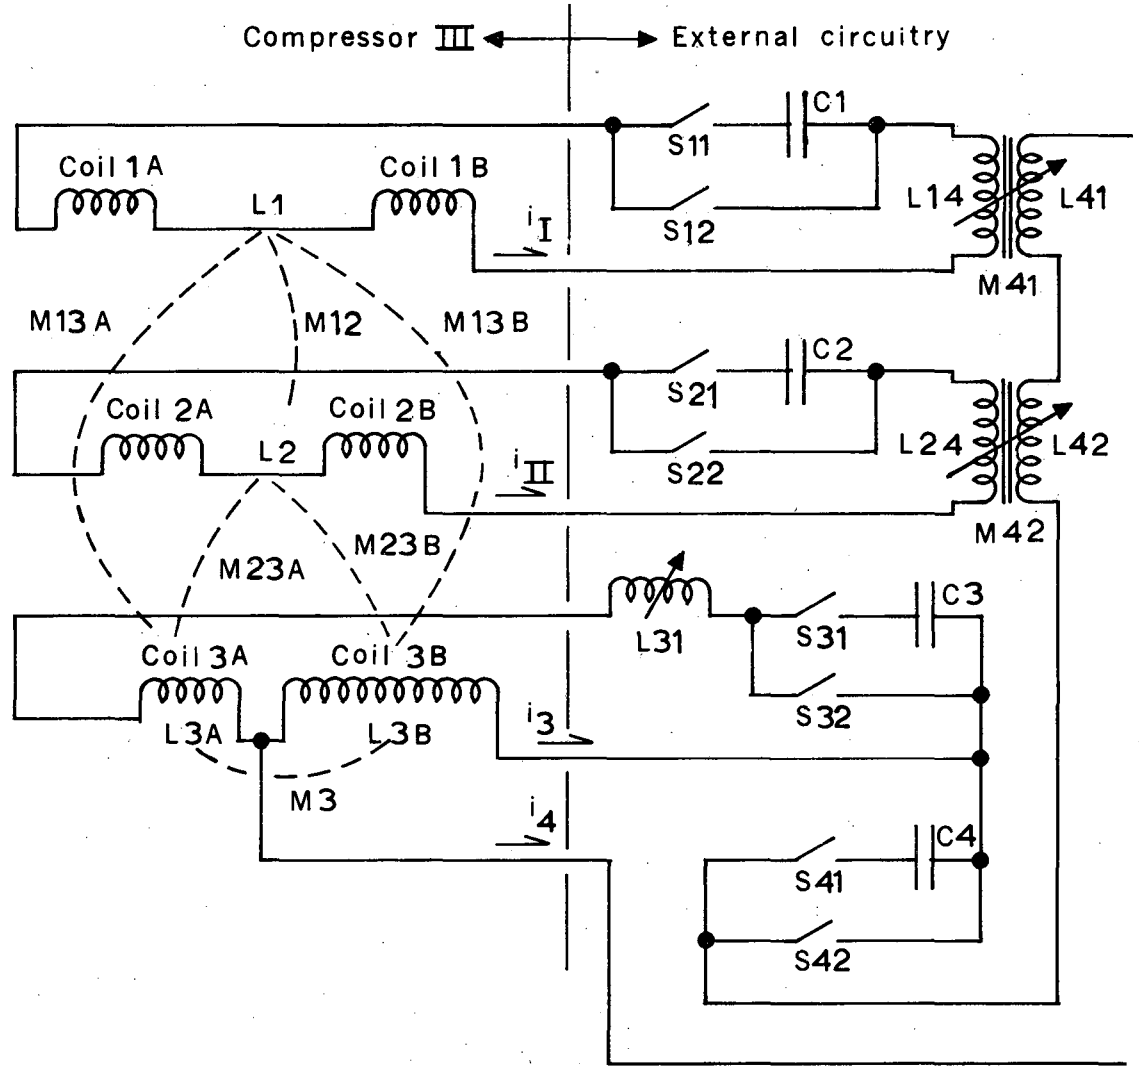 Compressor III External circuitry
C1
S11
Coil 1A
Coil 1B
L1
L14
L41
iI
S12
M41
M13A
M12
M13B
C2
S21
Coil 2A
Coil 2B
L2
L24
L42
iII
S22
M42
M23B
M23A
C3
L31
S31
Coil 3A
Coil 3B
S32
L3A
L3B
i3
M3
i4
C4
S41
S42